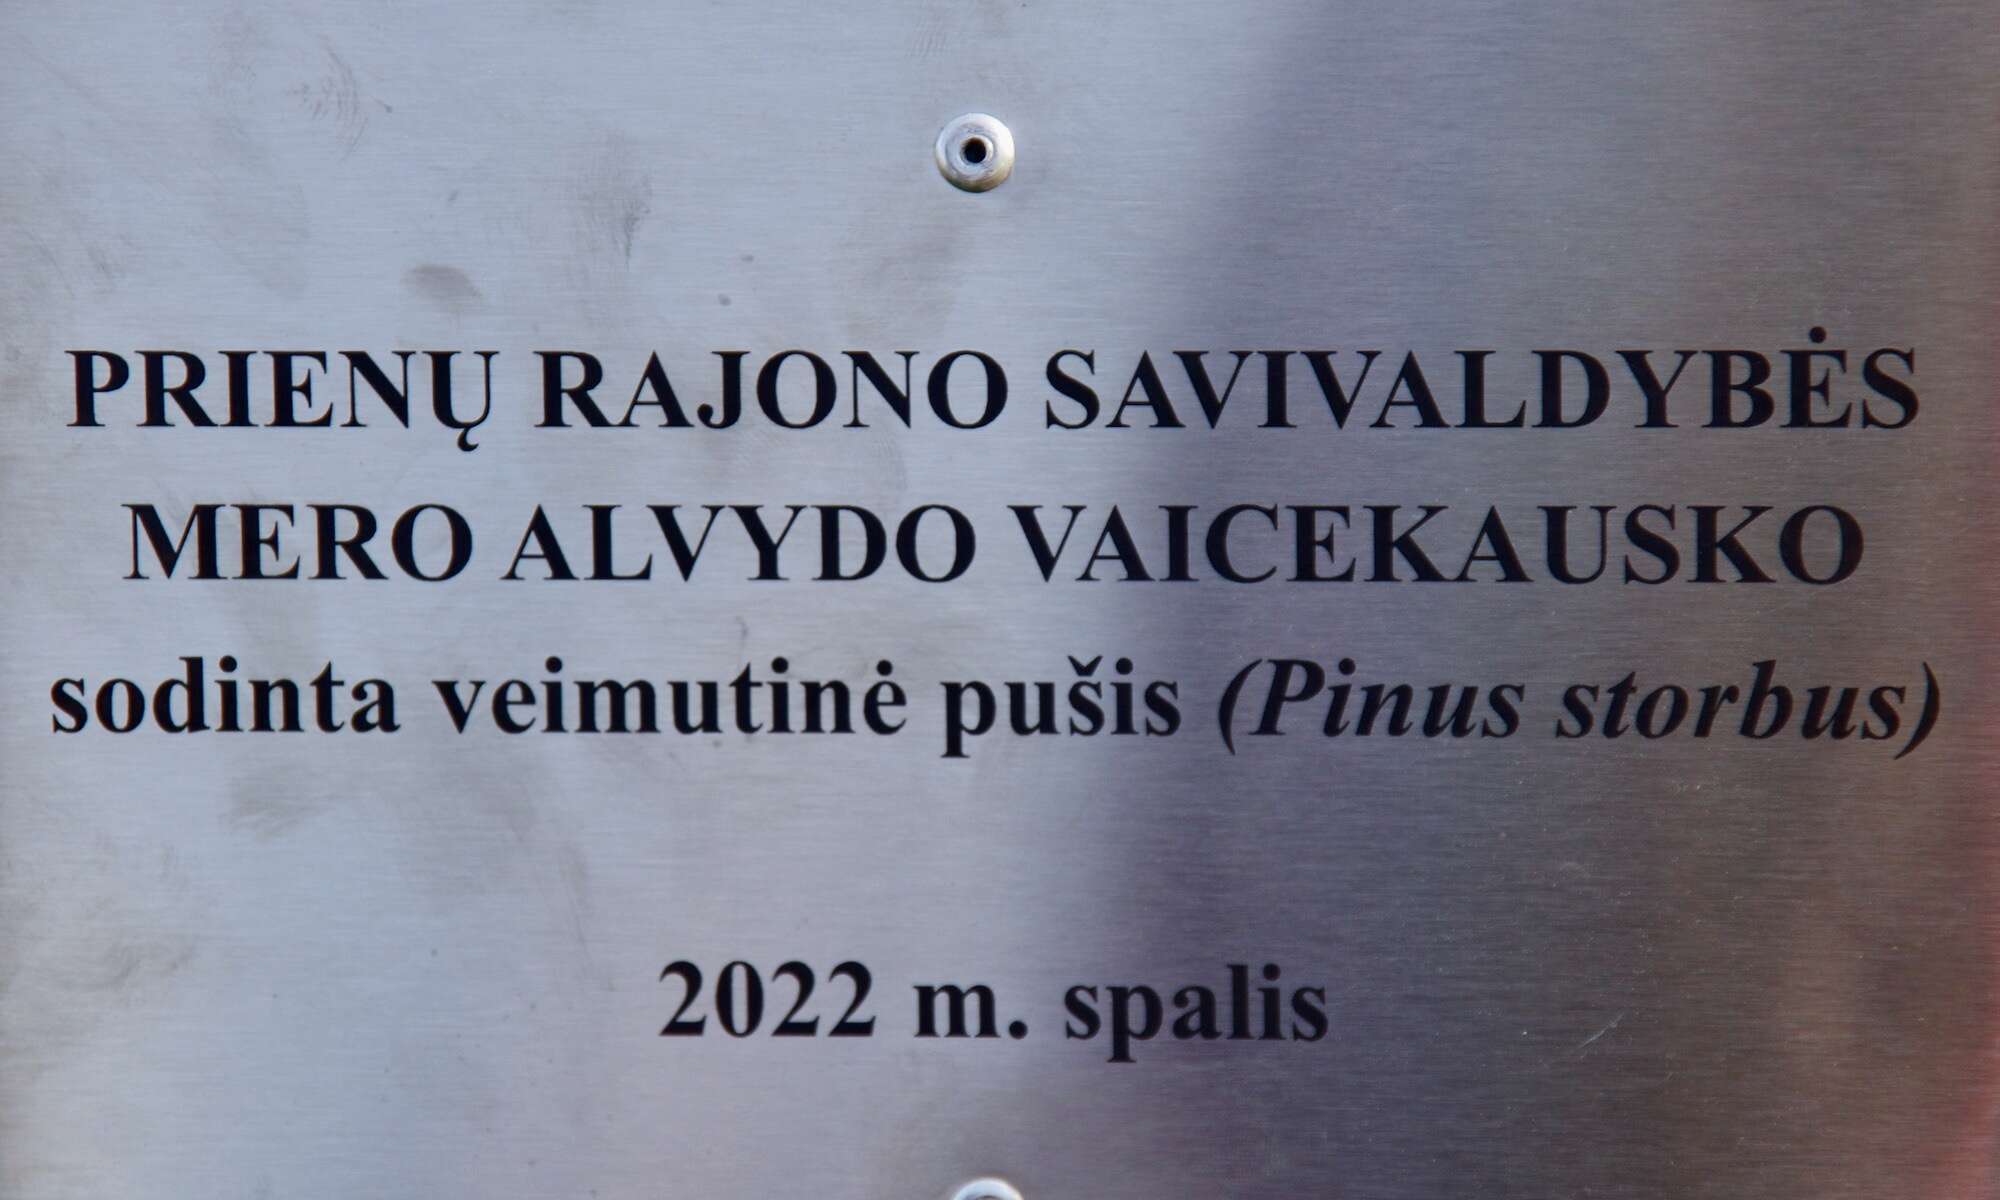 PRIENŲ RAJONO SAVIVALDYBĖS
MERO ALVYDO VAICEKAUSKO
sodinta veimutinė pušis (Pinus storbus)
2022 m. spalis